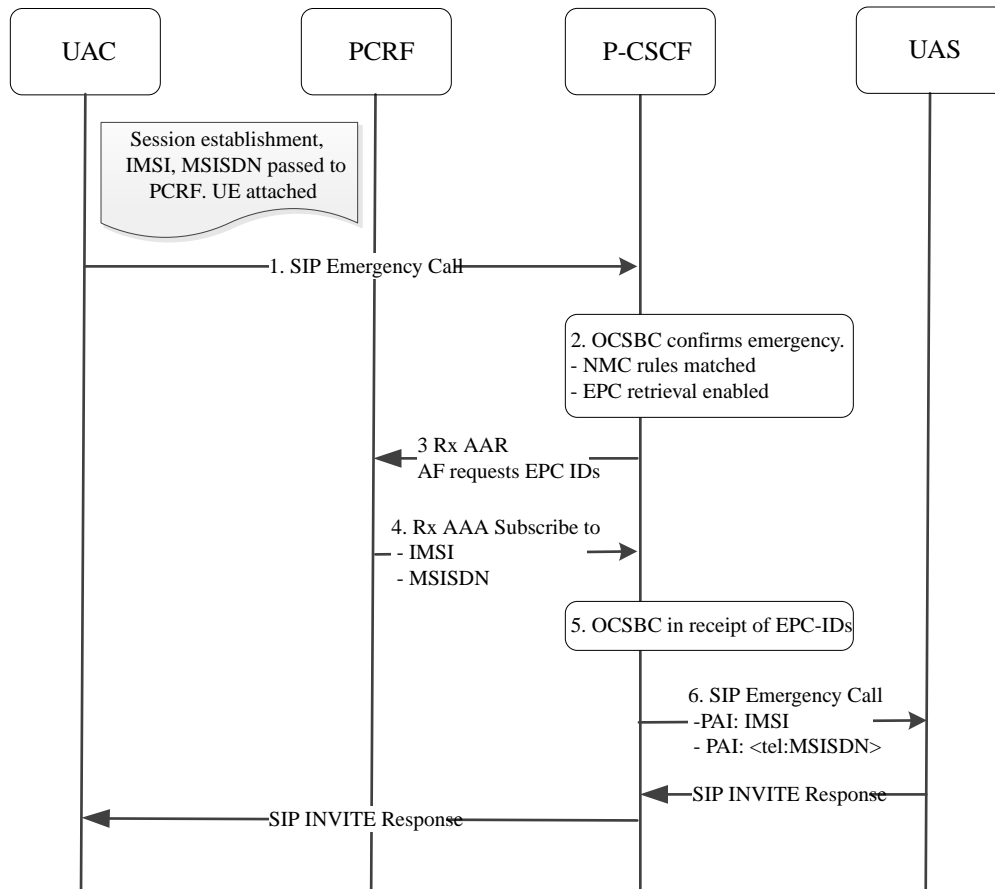 UAC
PCRF
P-CSCF
UAS
Session establishment,
IMSI, MSISDN passed to
PCRF. UE attached
1. SIP Emergency Call
2. OCSBC confirms emergency.
- NMC rules matched
- EPC retrieval enabled
3 Rx AAR
AF requests EPC IDs
4. Rx AAA Subscribe to
- IMSI
- MSISDN
5. OCSBC in receipt of EPC-IDs
6. SIP Emergency Call
-PAI: IMSI
- PAI: <tel:MSISDN>
SIP INVITE Response
SIP INVITE Response